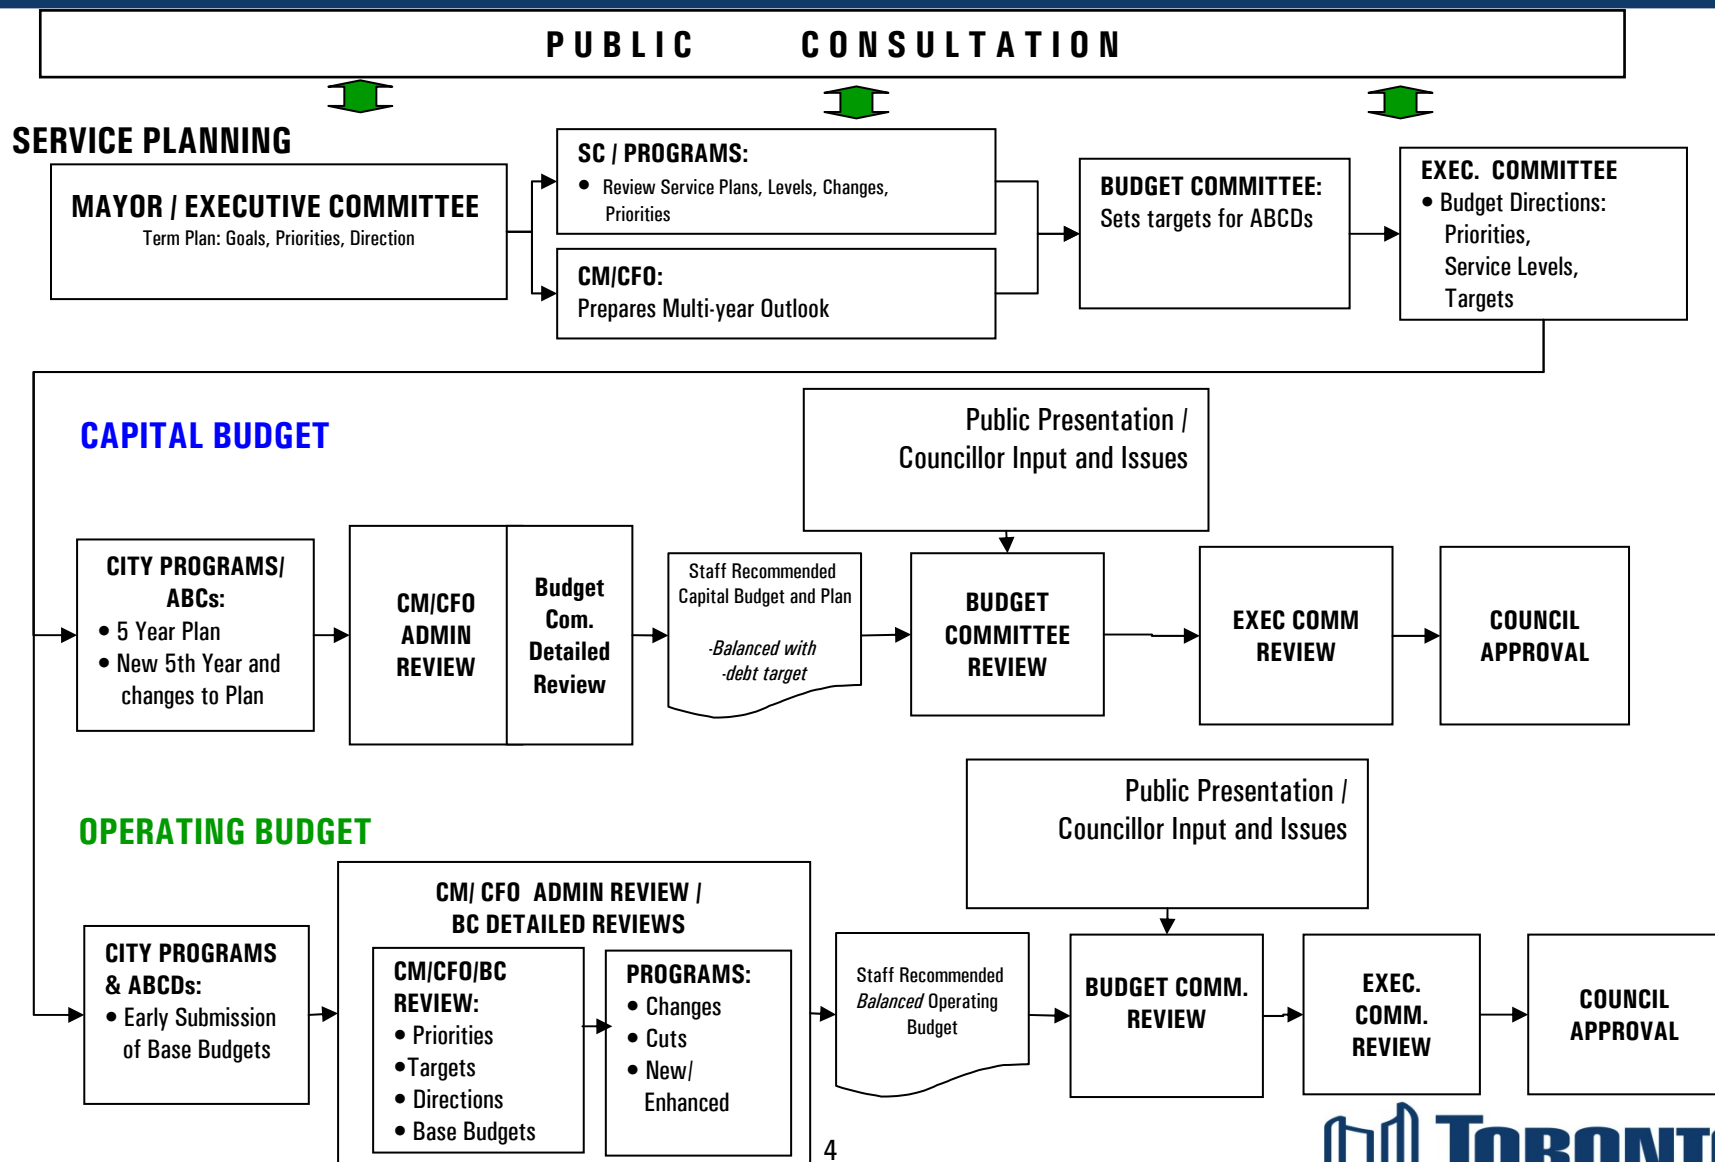 PUBLIC CONSULTATION
SERVICE PLANNING
MAYOR / EXECUTIVE COMMITTEE
Term Plan: Goals, Priorities, Direction
SC / PROGRAMS:
• Review Service Plans, Levels, Changes,
Priorities
CM/CFO:
Prepares Multi-year Outlook
BUDGET COMMITTEE:
Sets targets for ABCDs
EXEC. COMMITTEE
• Budget Directions:
Priorities,
Service Levels,
Targets
CAPITAL BUDGET
Public Presentation /
Councillor Input and Issues
CITY PROGRAMS/
ABCs:
• 5 Year Plan
• New 5th Year and
changes to Plan
CM/CFO
ADMIN
REVIEW
Budget
Com.
Detailed
Review
Staff Recommended
Capital Budget and Plan
-Balanced with
-debt target
BUDGET
COMMITTEE
REVIEW
EXEC COMM
REVIEW
COUNCIL
APPROVAL
OPERATING BUDGET
Public Presentation /
Councillor Input and Issues
CITY PROGRAMS
& ABCDs:
• Early Submission
of Base Budgets
CM/ CFO ADMIN REVIEW /
BC DETAILED REVIEWS
CM/CFO/BC
REVIEW:
• Priorities
•Targets
• Directions
• Base Budgets
PROGRAMS:
• Changes
• Cuts
• New/
Enhanced
Staff Recommended
Balanced Operating
Budget
BUDGET COMM.
REVIEW
EXEC.
COMM.
REVIEW
COUNCIL
APPROVAL
4
TORONTO